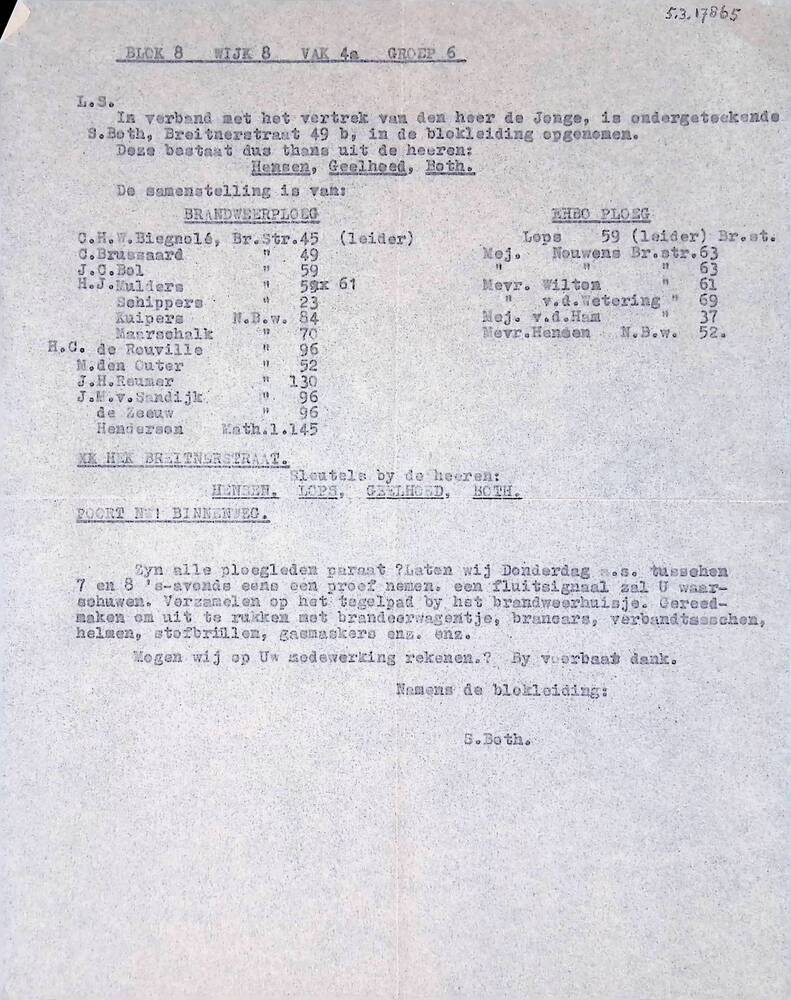 5.3.17865
BLOK 8 WIJK 8 VAK 4a GROEP 6
L.S.
In verband met het vertrek van den heer de Jonge, is ondergeteekende
S.Both, Breitnerstraat 49 b, in de blokleiding opgenomen.
Deze bestaat dus thans uit de heeren:
Hensen, Geelhoed, Both.
De samenstelling is van:
BRANDWEERPLOEG
C.H.W.Biegnolé, Br.Str.45 (leider)
C.Brussaard " 49
J.C.Bol " 59
H.J.Mulders " 59xx 61
Schippers " 23
Kuipers N.B.w. 84
Maarschalk " 70
H.C. de Rouville " 96
M.den Outer " 52
J.H.Reumer " 130
J.M.v.Sandijk " 96
de Zeeuw " 96
Henderson Math.l.145
EHBO PLOEG
Lops 59 (leider) Br.st.
Mej. Nouwens Br.str.63
" " " 63
Mevr. Wilton " 61
" v.d.Wetering " 69
Mej. v.d.Ham " 37
Mevr.Hensen N.B.w. 52.
XX HEK BREITNERSTRAAT.
Sleutels by de heeren:
HENSEN. LOPS, GEELHOED, BOTH.
POORT NW: BINNENWEG.
Zyn alle ploegleden paraat ?Laten wij Donderdag a.s. tusschen
7 en 8 's-avonds eens een proef nemen. een fluitsignaal zal U waar-
schuwen. Verzamelen op het tegelpad by het brandweerhuisje. Gereed-
maken om uit te rukken met brandeerwagentje, brancars, verbandtasschen,
helmen, stofbrillen, gasmaskers enz. enz.
Mogen wij op Uw medewerking rekenen.? By voorbaat dank.
Namens de blokleiding:
S.Both.